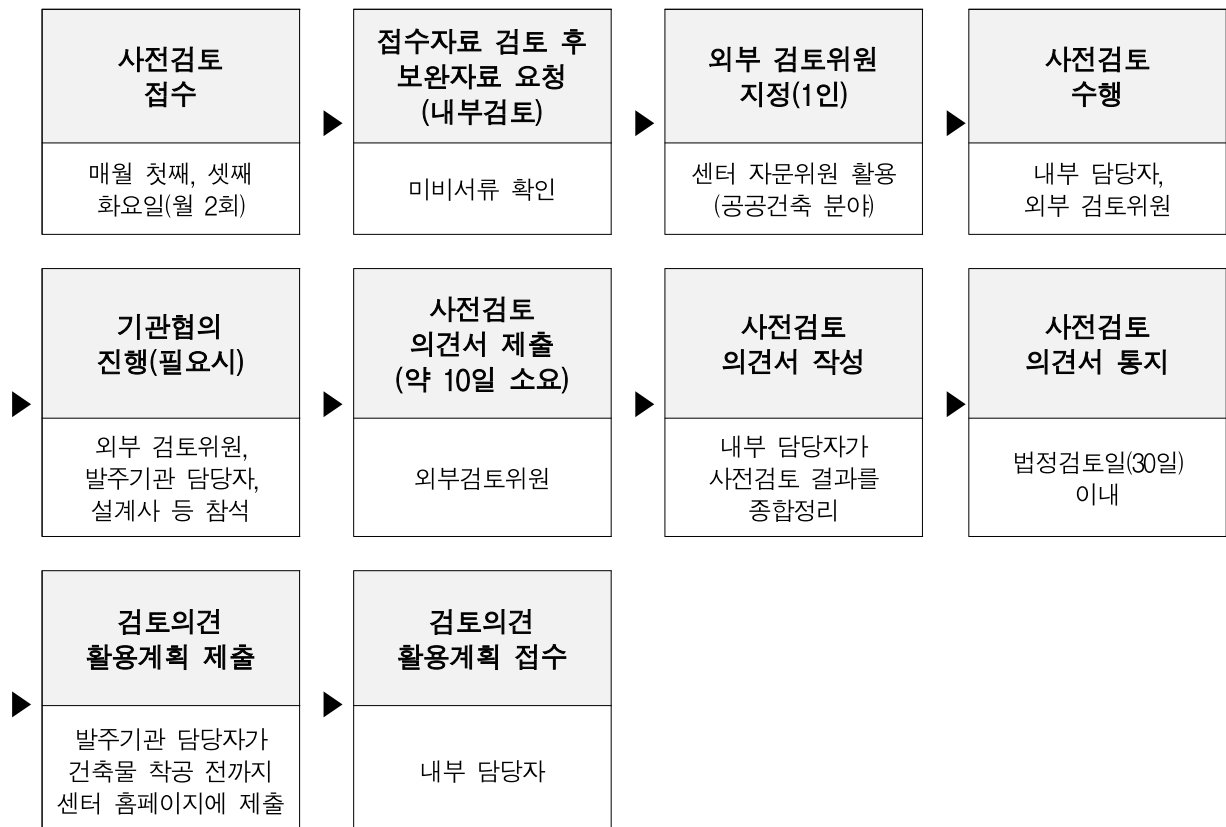 사전검토
접수
매월 첫째, 셋째
화요일(월 2회)
▶
접수자료 검토 후
보완자료 요청
(내부검토)
미비서류 확인
▶
외부 검토위원
지정(1인)
센터 자문위원 활용
(공공건축 분야)
▶
사전검토
수행
내부 담당자,
외부 검토위원
▶
기관협의
진행(필요시)
외부 검토위원,
발주기관 담당자,
설계사 등 참석
▶
사전검토
의견서 제출
(약 10일 소요)
외부검토위원
▶
사전검토
의견서 작성
내부 담당자가
사전검토 결과를
종합정리
▶
사전검토
의견서 통지
법정검토일(30일)
이내
▶
검토의견
활용계획 제출
발주기관 담당자가
건축물 착공 전까지
센터 홈페이지에 제출
▶
검토의견
활용계획 접수
내부 담당자